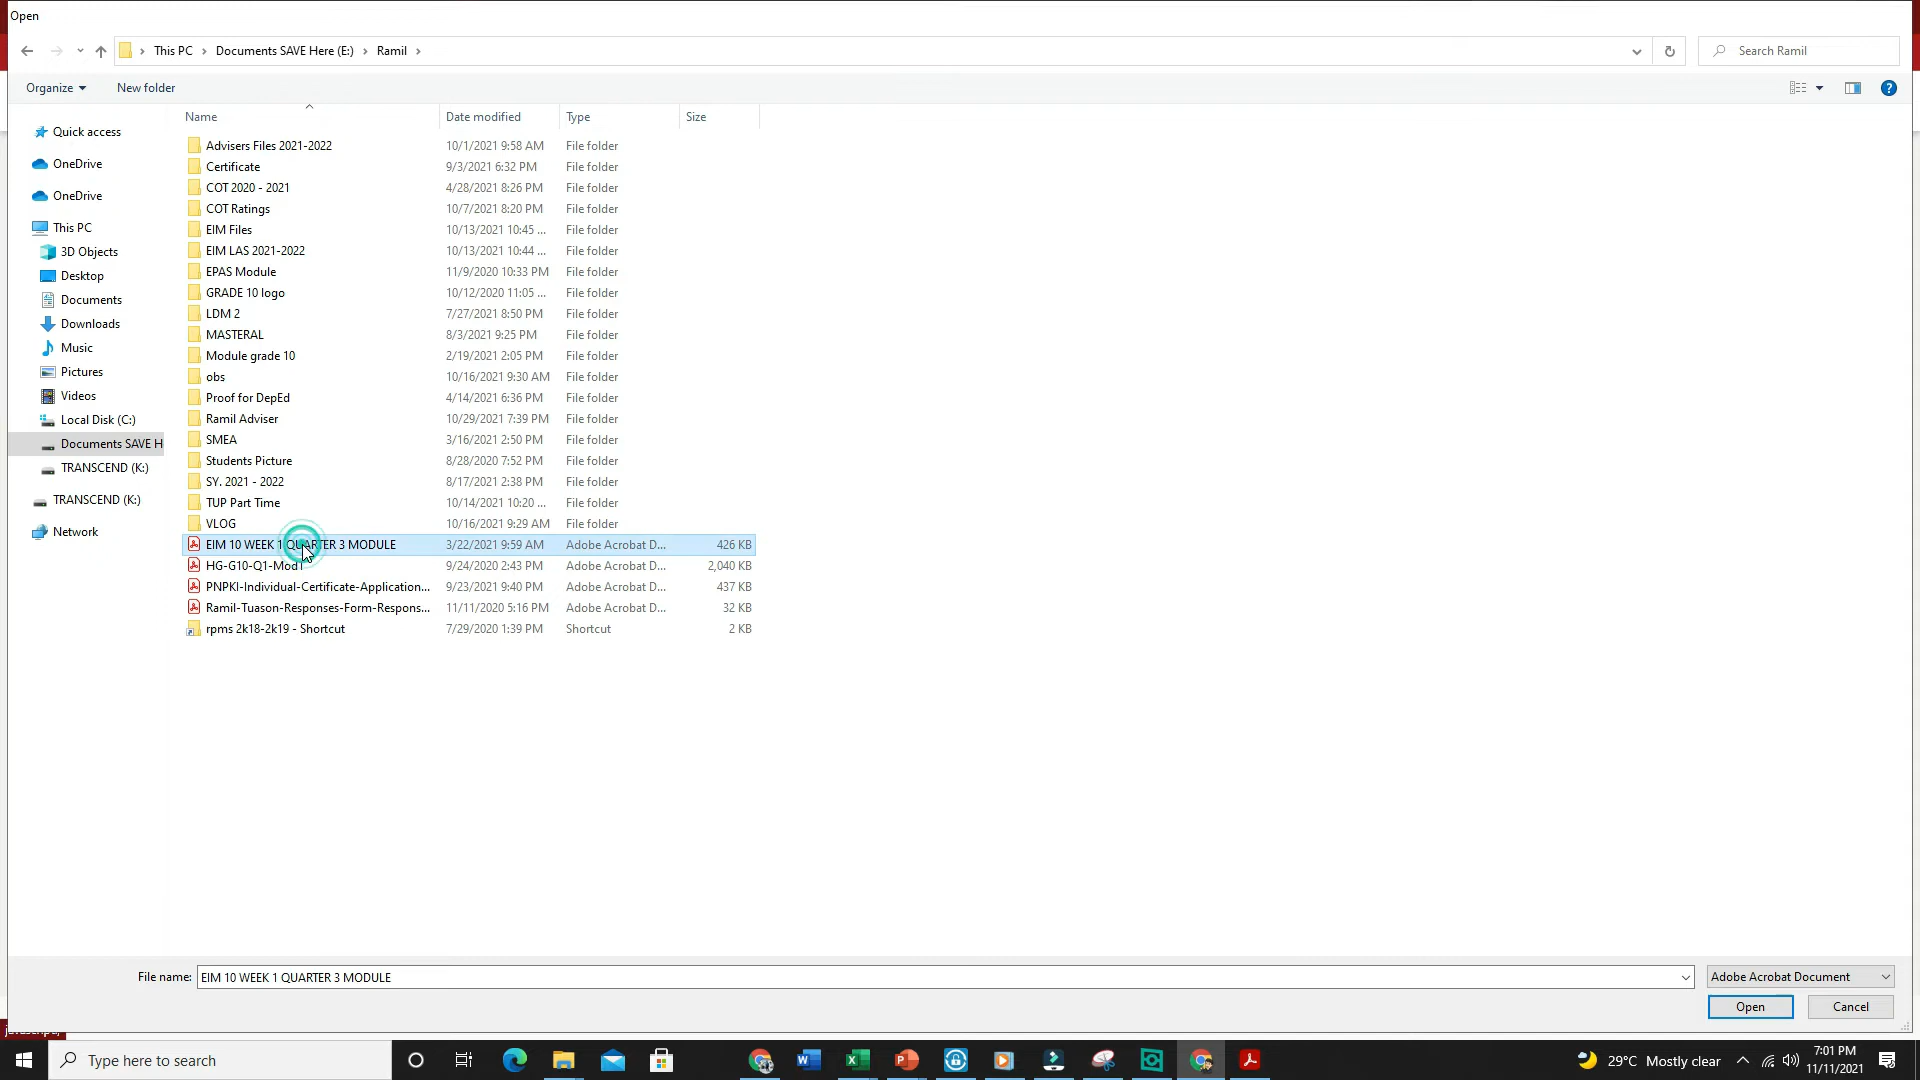 Open
This PC > Documents SAVE Here (E:) > Ramil >
Search Ramil
Organize
New folder
Name
Date modified
Type
Size
Quick access
OneDrive
OneDrive
This PC
3D Objects
Desktop
Documents
Downloads
Music
Pictures
Videos
Local Disk (C:)
Documents SAVE H
TRANSCEND (K:)
TRANSCEND (K:)
Network
Advisers Files 2021-2022 10/1/2021 9:58 AM File folder
Certificate 9/3/2021 6:32 PM File folder
COT 2020 - 2021 4/28/2021 8:26 PM File folder
COT Ratings 10/7/2021 8:20 PM File folder
EIM Files 10/13/2021 10:45 ... File folder
EIM LAS 2021-2022 10/13/2021 10:44 ... File folder
EPAS Module 11/9/2020 10:33 PM File folder
GRADE 10 logo 10/12/2020 11:05 ... File folder
LDM 2 7/27/2021 8:50 PM File folder
MASTERAL 8/3/2021 9:25 PM File folder
Module grade 10 2/19/2021 2:05 PM File folder
obs 10/16/2021 9:30 AM File folder
Proof for DepEd 4/14/2021 6:36 PM File folder
Ramil Adviser 10/29/2021 7:39 PM File folder
SMEA 3/16/2021 2:50 PM File folder
Students Picture 8/28/2020 7:52 PM File folder
SY. 2021 - 2022 8/17/2021 2:38 PM File folder
TUP Part Time 10/14/2021 10:20 ... File folder
VLOG 10/16/2021 9:29 AM File folder
EIM 10 WEEK 1 QUARTER 3 MODULE 3/22/2021 9:59 AM Adobe Acrobat D... 426 KB
HG-G10-Q1-Mod1 9/24/2020 2:43 PM Adobe Acrobat D... 2,040 KB
PNPKI-Individual-Certificate-Application... 9/23/2021 9:40 PM Adobe Acrobat D... 437 KB
Ramil-Tuason-Responses-Form-Respons... 11/11/2020 5:16 PM Adobe Acrobat D... 32 KB
rpms 2k18-2k19 - Shortcut 7/29/2020 1:39 PM Shortcut 2 KB
File name: EIM 10 WEEK 1 QUARTER 3 MODULE
Adobe Acrobat Document
Open
Cancel
Type here to search
29°C Mostly clear
7:01 PM
11/11/2021